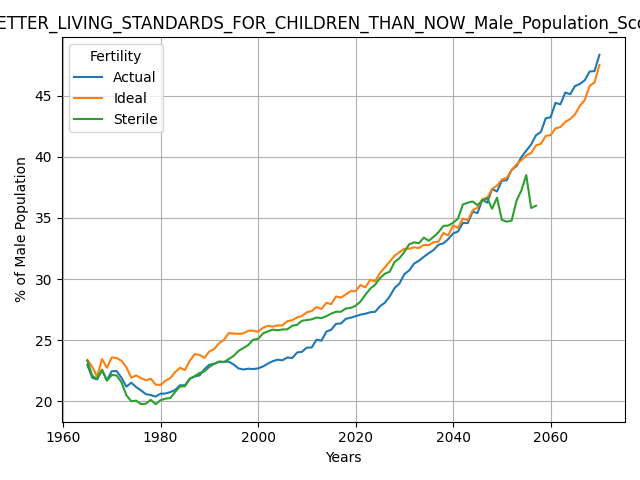 ETTER_LIVING_STANDARDS_FOR_CHILDREN_THAN_NOW_Male_Population_Sco
Fertility
Actual
Ideal
Sterile
% of Male Population
45
40
35
30
25
20
1960 1980 2000 2020 2040 2060
Years